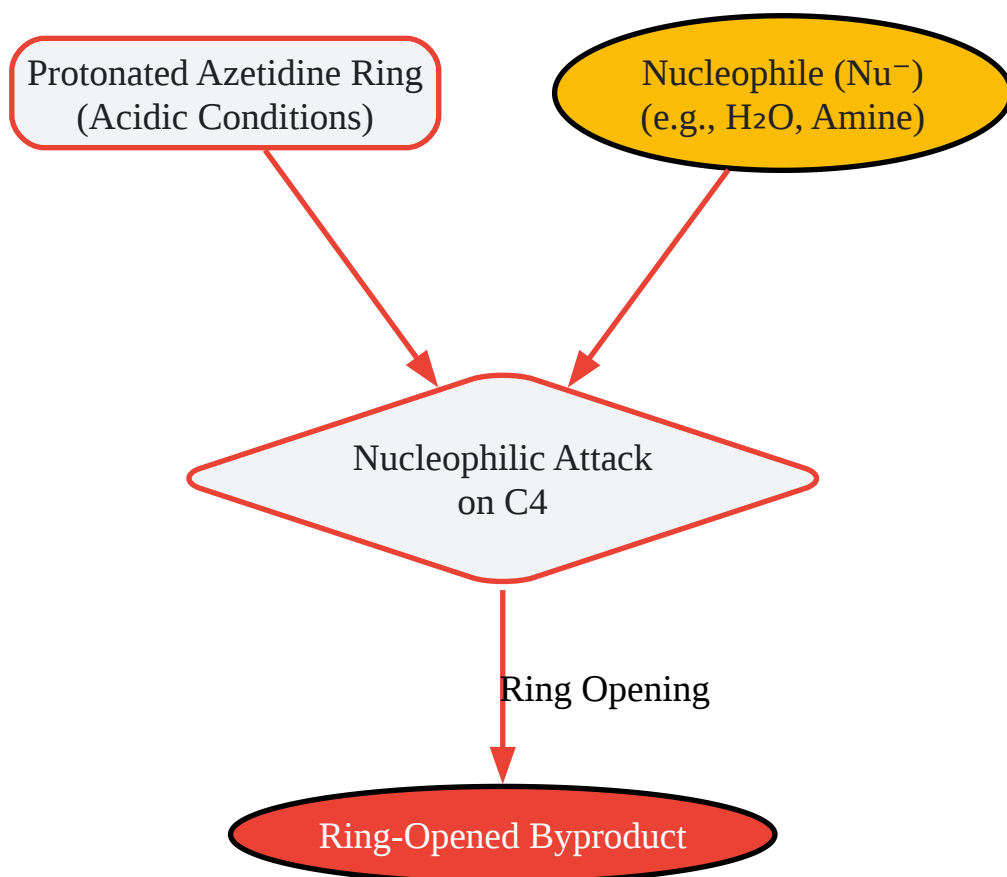 Protonated Azetidine Ring
(Acidic Conditions)
Nucleophile (Nu⁻)
(e.g., H₂O, Amine)
Nucleophilic Attack
on C4
Ring Opening
Ring-Opened Byproduct